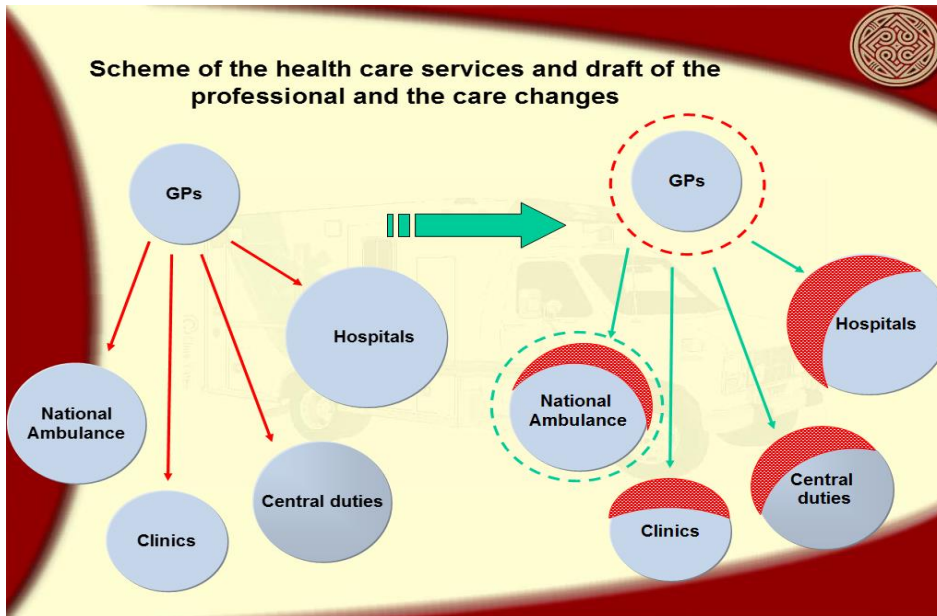 Scheme of the health care services and draft of the
professional and the care changes
GPs
Hospitals
National
Ambulance
Central duties
Clinics
GPs
Hospitals
National
Ambulance
Central
duties
Clinics